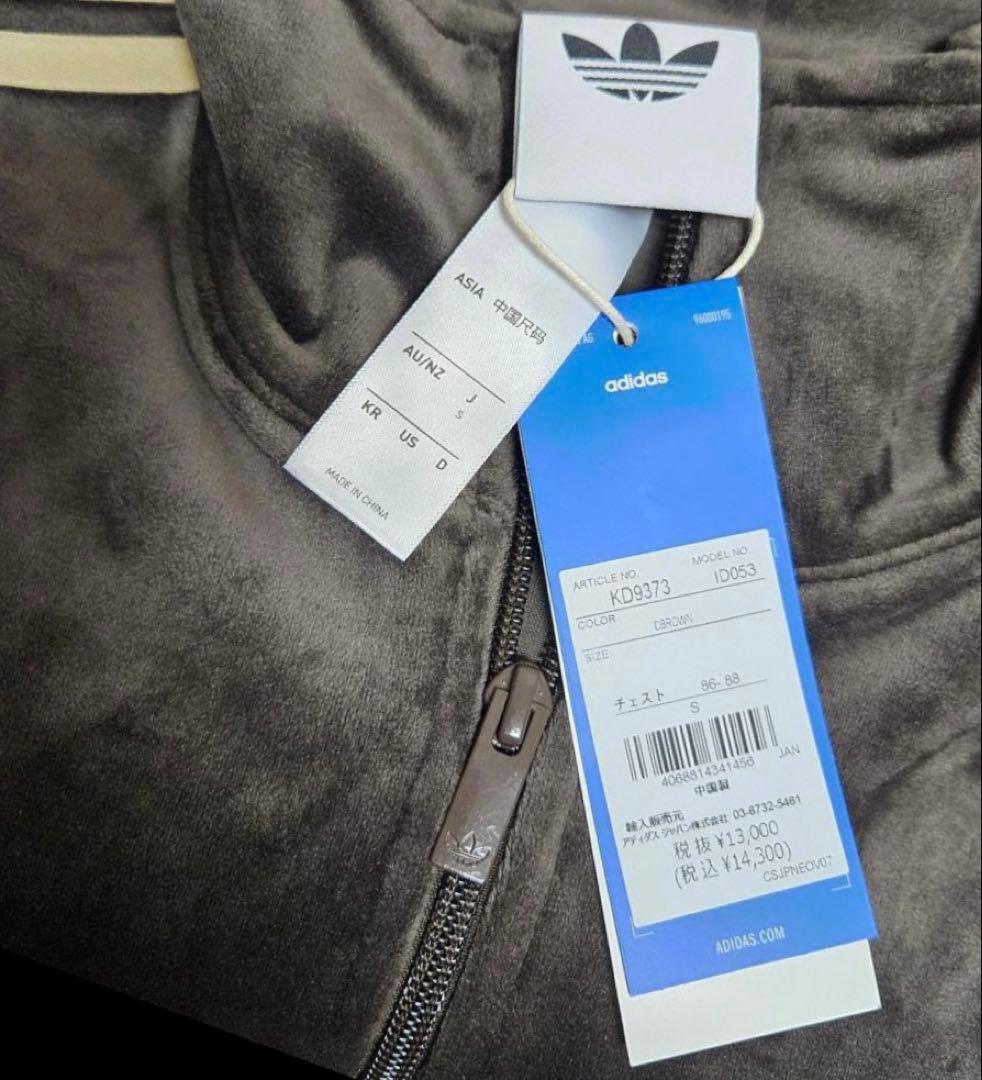 ASIA 中国尺码
AU/NZ J
S
KR US D
MADE IN CHINA
96000195
adidas
ARTICLE NO. MODEL NO.
KD9373 ID053
COLOR DBROWN
SIZE
チェスト 86- 88
S
4068814341456 JAN
中国製
輸入販売元
アディダス ジャパン株式会社 03-6732-5461
税抜 ¥13,000
(税込 ¥14,300)
CSJPNEOV07
ADIDAS.COM